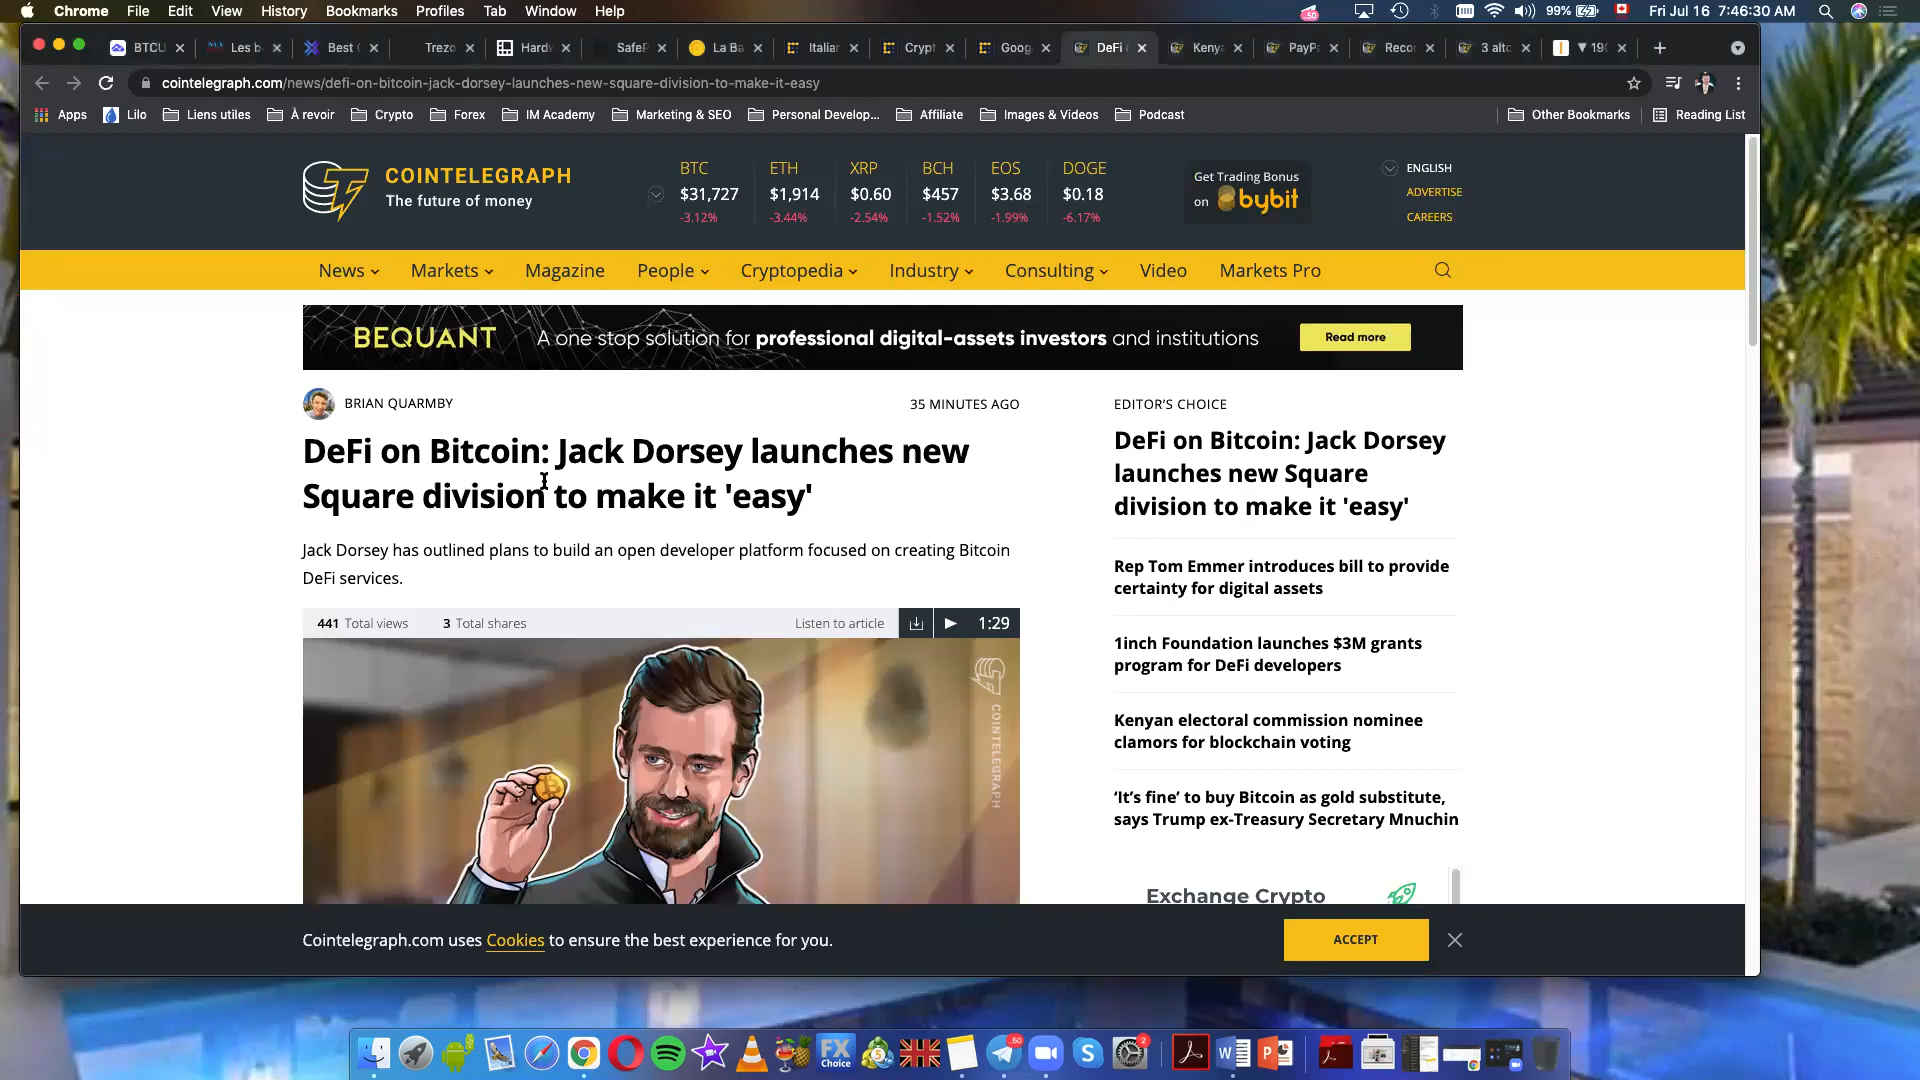 Chrome File Edit View History Bookmarks Profiles Tab Window Help
.50
99%
Fri Jul 16 7:46:30 AM
BTCU
Les b
Best
Trezo
Hardw
SafeP
La Ba
Italian
Crypt
Goog
DeFi
Kenya
PayPa
Recor
3 altc
▼ 19
cointelegraph.com/news/defi-on-bitcoin-jack-dorsey-launches-new-square-division-to-make-it-easy
Apps Lilo Liens utiles À revoir Crypto Forex IM Academy Marketing & SEO Personal Develop... Affiliate Images & Videos Podcast Other Bookmarks Reading List
COINTELEGRAPH
The future of money
BTC ETH XRP BCH EOS DOGE
$31,727 $1,914 $0.60 $457 $3.68 $0.18
-3.12% -3.44% -2.54% -1.52% -1.99% -6.17%
Get Trading Bonus
on bybit
ENGLISH
ADVERTISE
CAREERS
News Markets Magazine People Cryptopedia Industry Consulting Video Markets Pro
BEQUANT A one stop solution for professional digital-assets investors and institutions Read more
BRIAN QUARMBY
35 MINUTES AGO
DeFi on Bitcoin: Jack Dorsey launches new
Square division to make it 'easy'
Jack Dorsey has outlined plans to build an open developer platform focused on creating Bitcoin
DeFi services.
441 Total views 3 Total shares Listen to article 1:29
COINTELEGRAPH
EDITOR'S CHOICE
DeFi on Bitcoin: Jack Dorsey
launches new Square
division to make it 'easy'
Rep Tom Emmer introduces bill to provide
certainty for digital assets
1inch Foundation launches $3M grants
program for DeFi developers
Kenyan electoral commission nominee
clamors for blockchain voting
‘It’s fine’ to buy Bitcoin as gold substitute,
says Trump ex-Treasury Secretary Mnuchin
Exchange Crypto
Cointelegraph.com uses Cookies to ensure the best experience for you.
ACCEPT
FX
Choice
5
.60
2